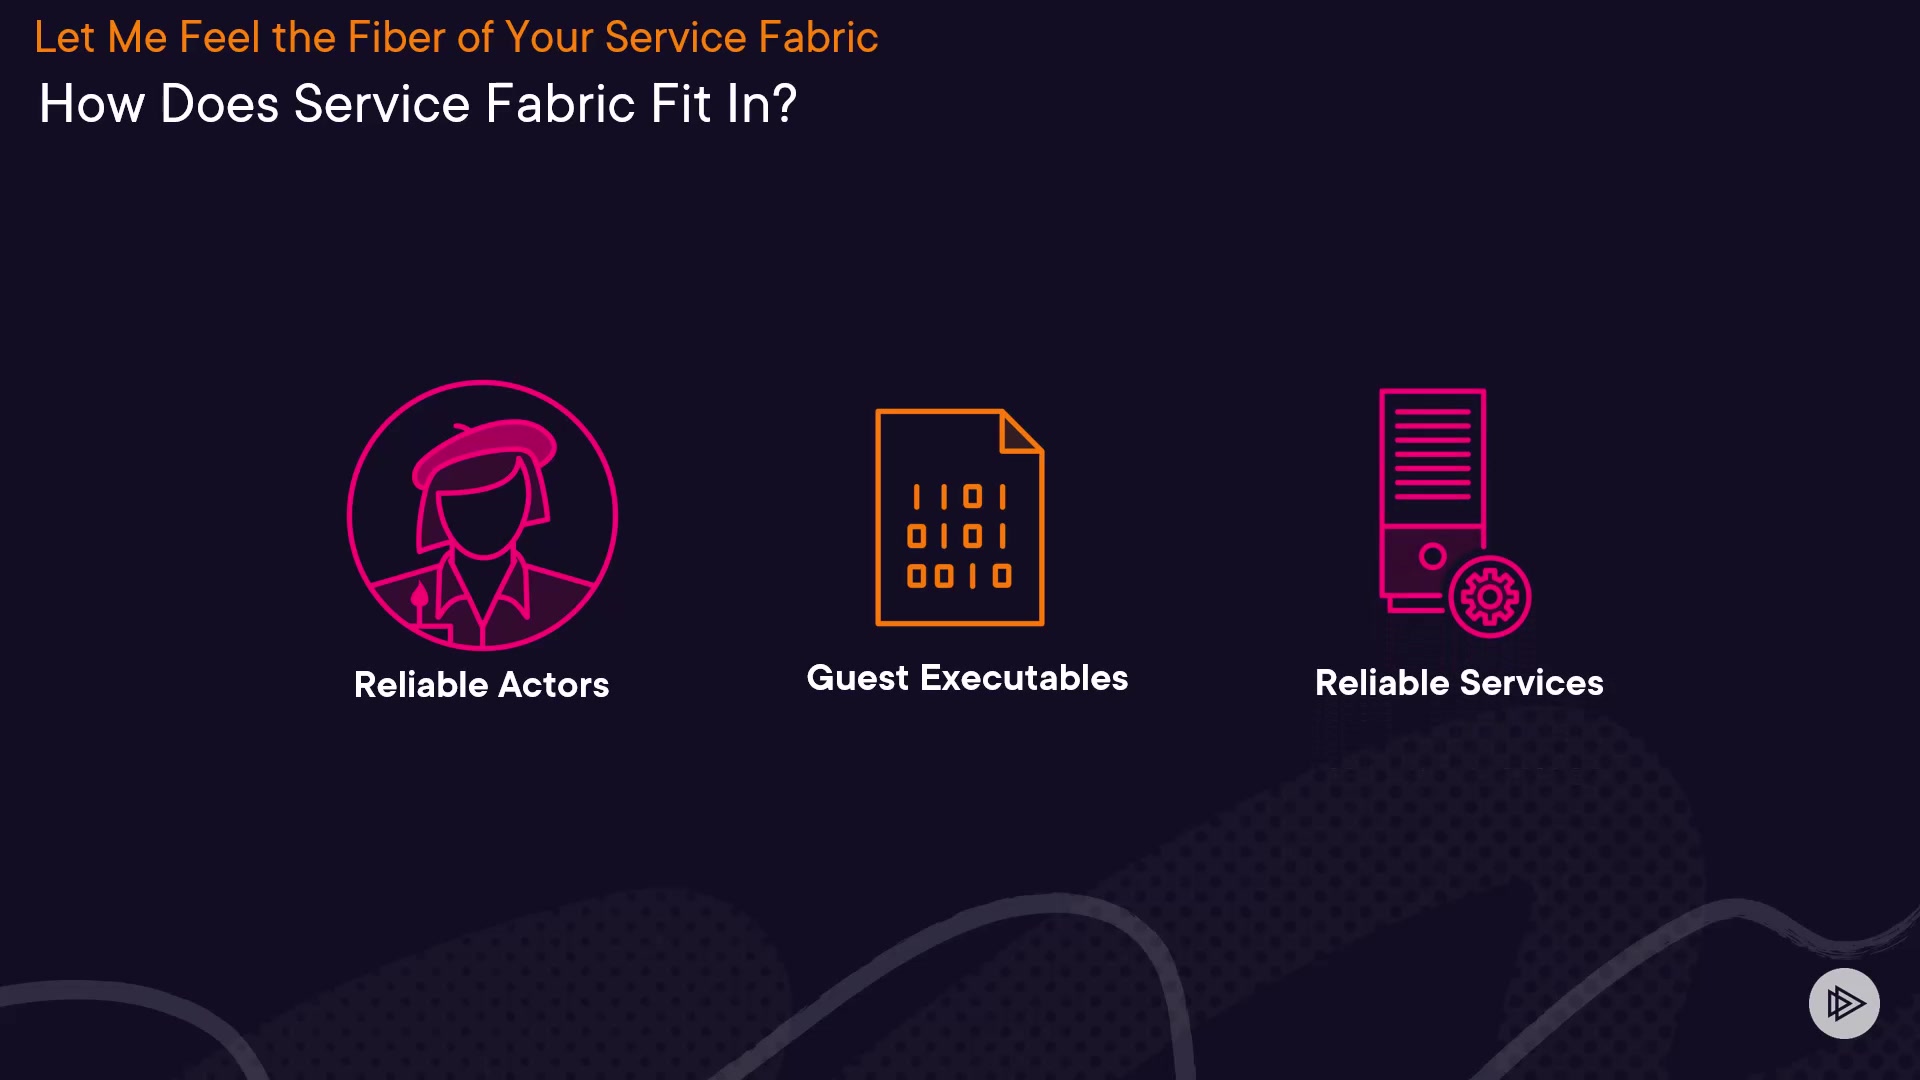 Let Me Feel the Fiber of Your Service Fabric
How Does Service Fabric Fit In?
1101
0101
0010
Reliable Actors
Guest Executables
Reliable Services